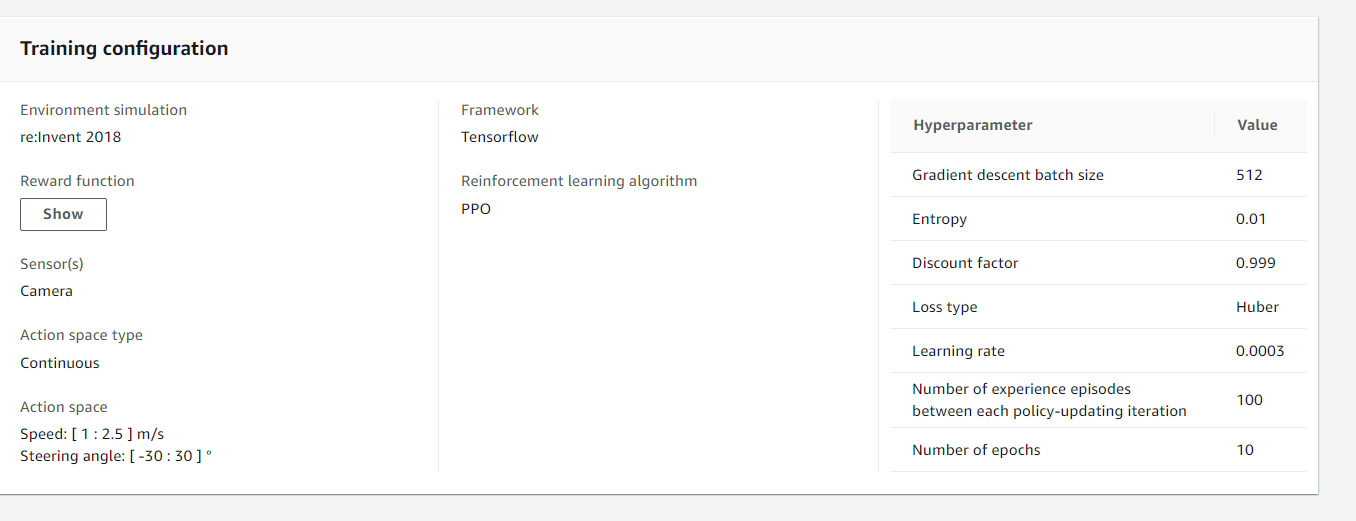 Training configuration
Environment simulation
re:Invent 2018
Reward function
Show
Sensor(s)
Camera
Action space type
Continuous
Action space
Speed: [ 1 : 2.5 ] m/s
Steering angle: [ -30 : 30 ] °
Framework
Tensorflow
Reinforcement learning algorithm
PPO
Hyperparameter Value
Gradient descent batch size 512
Entropy 0.01
Discount factor 0.999
Loss type Huber
Learning rate 0.0003
Number of experience episodes
between each policy-updating iteration 100
Number of epochs 10